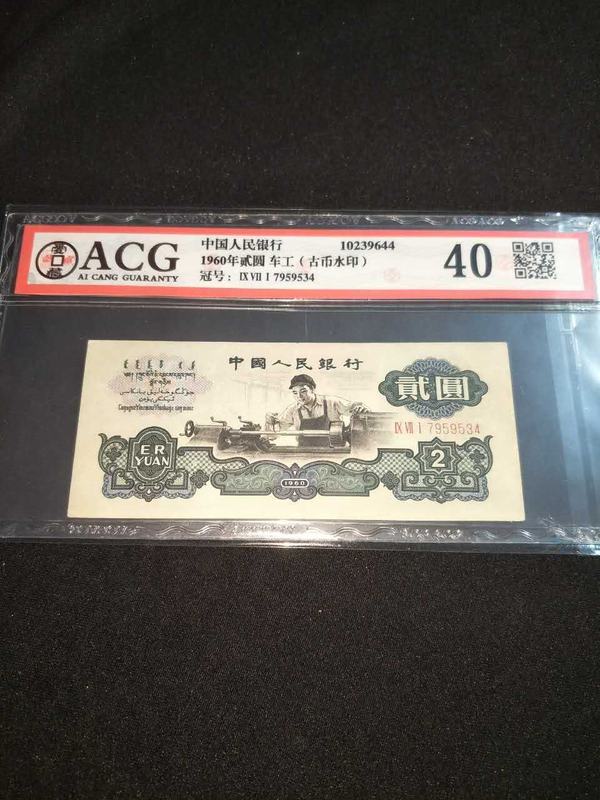 ACG
AI CANG GUARANTY
中国人民银行 10239644
1960年贰圆 车工(古币水印)
冠号: IX VII I 7959534
40
中國人民銀行
贰圓
IX VII I 7959534
ER
YUAN
1960
2